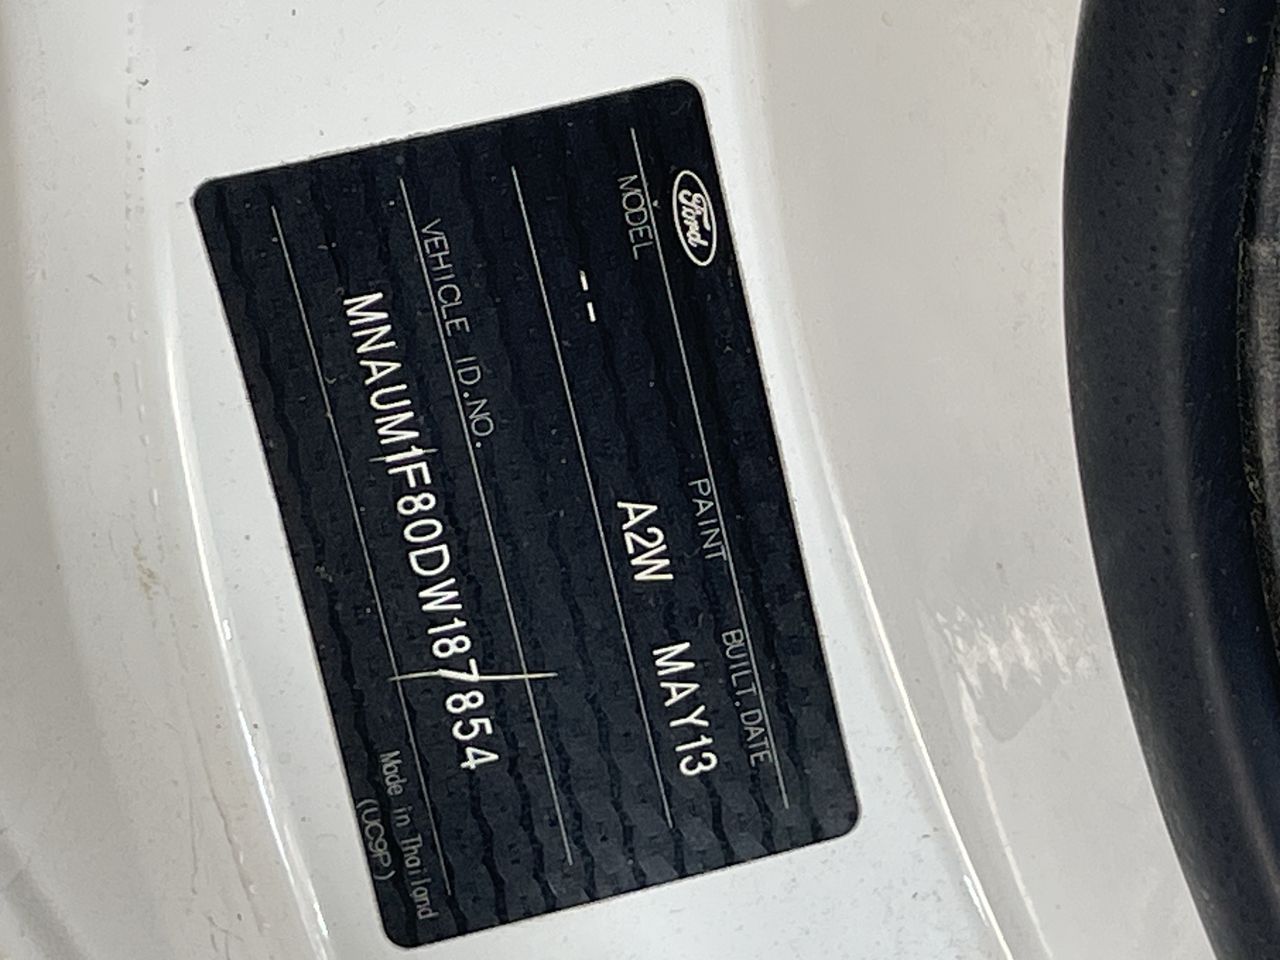 Ford
MODEL PAINT BUILT.DATE
-- A2W MAY13
VEHICLE ID.NO.
MNAUM1F80DW187854
Made in Thailand
(UC9P)